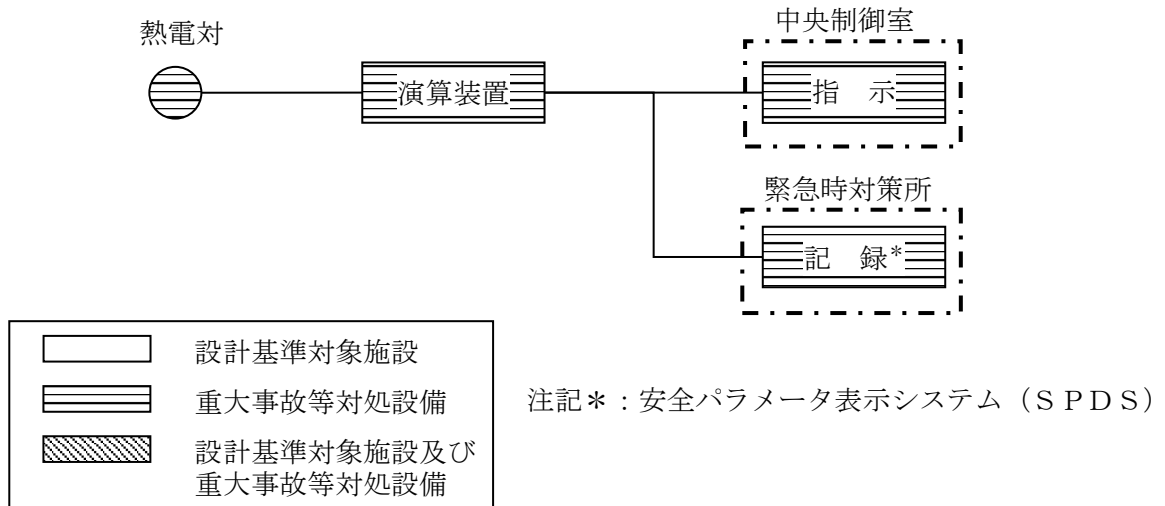 熱電対
演算装置
中央制御室
指　示
緊急時対策所
記　録*
設計基準対象施設
重大事故等対処設備
設計基準対象施設及び
重大事故等対処設備
注記＊：安全パラメータ表示システム（ＳＰＤＳ）